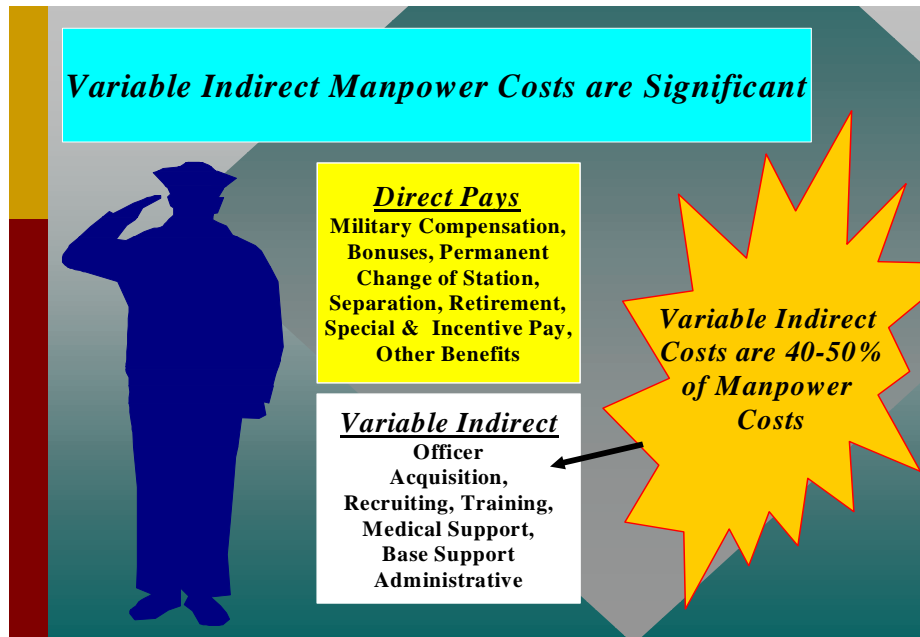 Variable Indirect Manpower Costs are Significant
Direct Pays
Military Compensation,
Bonuses, Permanent
Change of Station,
Separation, Retirement,
Special & Incentive Pay,
Other Benefits
Variable Indirect
Officer
Acquisition,
Recruiting, Training,
Medical Support,
Base Support
Administrative
Variable Indirect
Costs are 40-50%
of Manpower
Costs